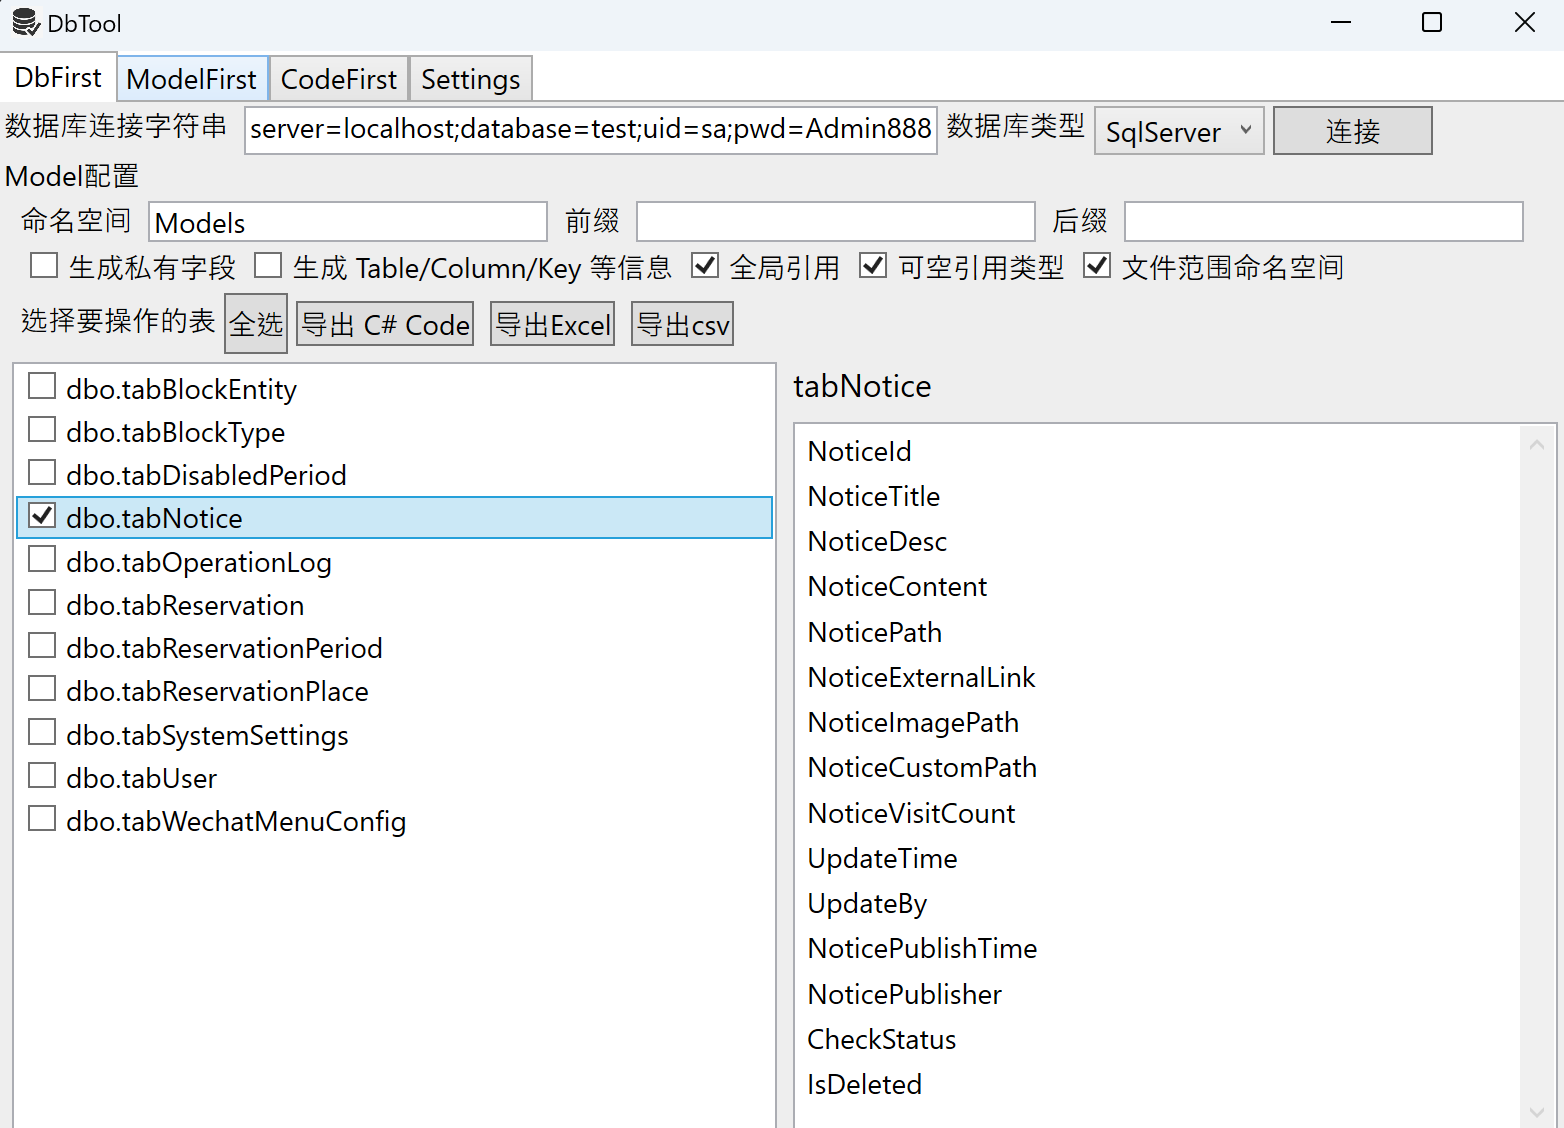 DbTool
DbFirst ModelFirst CodeFirst Settings
数据库连接字符串 server=localhost;database=test;uid=sa;pwd=Admin888 数据库类型 SqlServer 连接
Model配置
命名空间 Models 前缀 后缀
生成私有字段 生成 Table/Column/Key 等信息 全局引用 可空引用类型 文件范围命名空间
选择要操作的表 全选 导出 C# Code 导出Excel 导出csv
dbo.tabBlockEntity
dbo.tabBlockType
dbo.tabDisabledPeriod
dbo.tabNotice
dbo.tabOperationLog
dbo.tabReservation
dbo.tabReservationPeriod
dbo.tabReservationPlace
dbo.tabSystemSettings
dbo.tabUser
dbo.tabWechatMenuConfig
tabNotice
NoticeId
NoticeTitle
NoticeDesc
NoticeContent
NoticePath
NoticeExternalLink
NoticeImagePath
NoticeCustomPath
NoticeVisitCount
UpdateTime
UpdateBy
NoticePublishTime
NoticePublisher
CheckStatus
IsDeleted